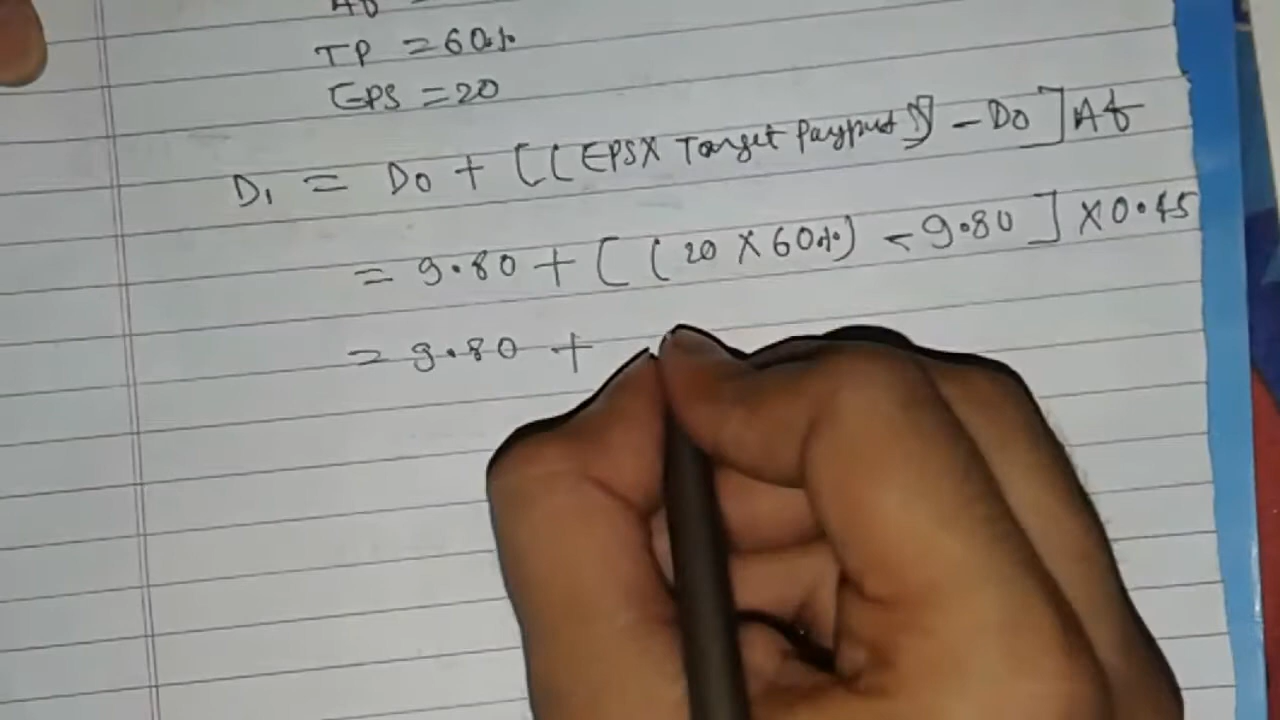 TP = 60%
EPS = 20
D1 = D0 + [((EPS X Target Payput)] - D0] Af
= 9.80 + [(20 X 60%) - 9.80] X 0.45
= 9.80 +